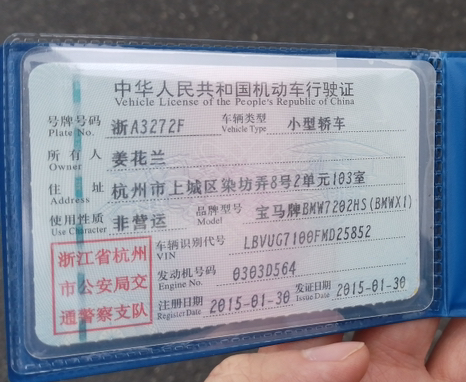 中华人民共和国机动车行驶证
Vehicle License of the People's Republic of China
号牌号码 浙A3272F 车辆类型 小型轿车
Plate No. Vehicle Type
所有人 姜花兰
Owner
住址 杭州市上城区染坊弄8号2单元103室
Address
使用性质 非营运 品牌型号 宝马牌BMW7202HS(BMWX1)
Use Character Model
浙江省杭州
市公安局交
通警察支队
车辆识别代号 LBVUG7100FMD25852
VIN
发动机号码 0303D564
Engine No.
注册日期 2015-01-30 发证日期 2015-01-30
Register Date Issue Date